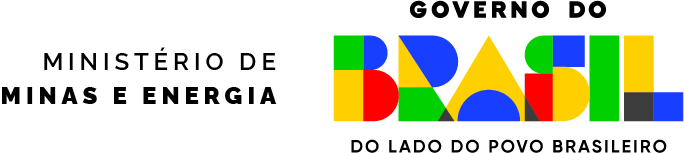 MINISTÉRIO DE
MINAS E ENERGIA
GOVERNO DO
BRASIL
DO LADO DO POVO BRASILEIRO